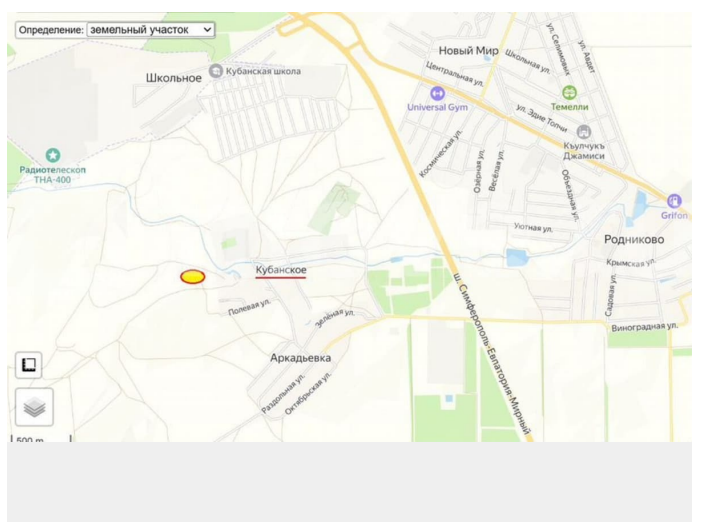 Определение: земельный участок
Новый Мир
Школьная ул.
ул. Селимовых
ул. Авдет
Школьное
Кубанская школа
Центральная ул.
Universal Gym
Темелли
ул. Эдие Топчи
Къулчукъ
Джамиси
Космическая ул.
Озёрная ул.
Весёлая ул.
Объездная ул.
Радиотелескоп
ТНА-400
Grifon
Уютная ул.
Родниково
Кубанское
Крымская ул.
Садовая ул.
Полевая ул.
Зелёная ул.
ш. Симферополь-Евпатория-Мирный
Виноградная ул.
Аркадьевка
Раздольная ул.
Октябрьская ул.
500 m